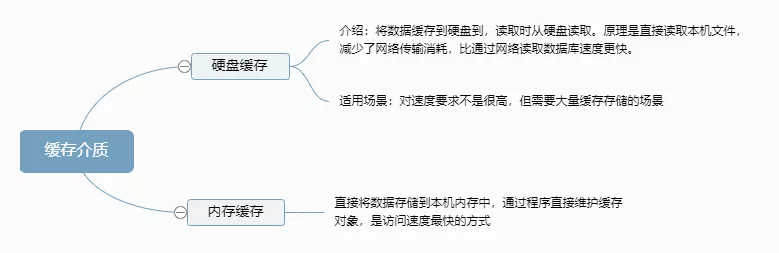 介绍：将数据缓存到硬盘到，读取时从硬盘读取。原理是直接读取本机文件，
减少了网络传输消耗，比通过网络读取数据库速度更快。
硬盘缓存
适用场景：对速度要求不是很高，但需要大量缓存存储的场景
缓存介质
内存缓存
直接将数据存储到本机内存中，通过程序直接维护缓存
对象，是访问速度最快的方式